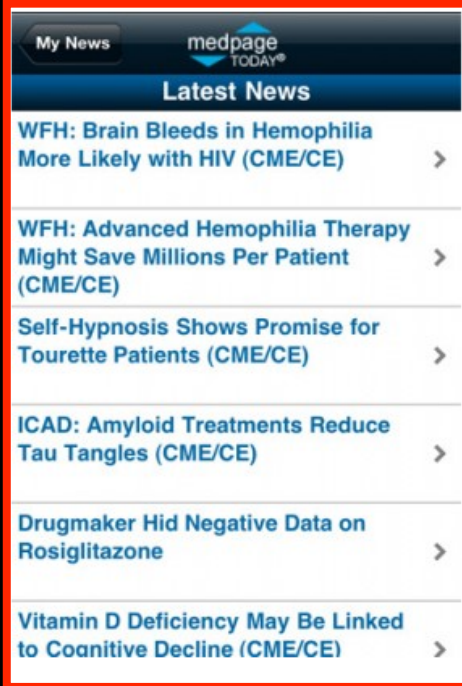 My News
medpage
TODAY®
Latest News
WFH: Brain Bleeds in Hemophilia
More Likely with HIV (CME/CE)
WFH: Advanced Hemophilia Therapy
Might Save Millions Per Patient
(CME/CE)
Self-Hypnosis Shows Promise for
Tourette Patients (CME/CE)
ICAD: Amyloid Treatments Reduce
Tau Tangles (CME/CE)
Drugmaker Hid Negative Data on
Rosiglitazone
Vitamin D Deficiency May Be Linked
to Cognitive Decline (CME/CE)